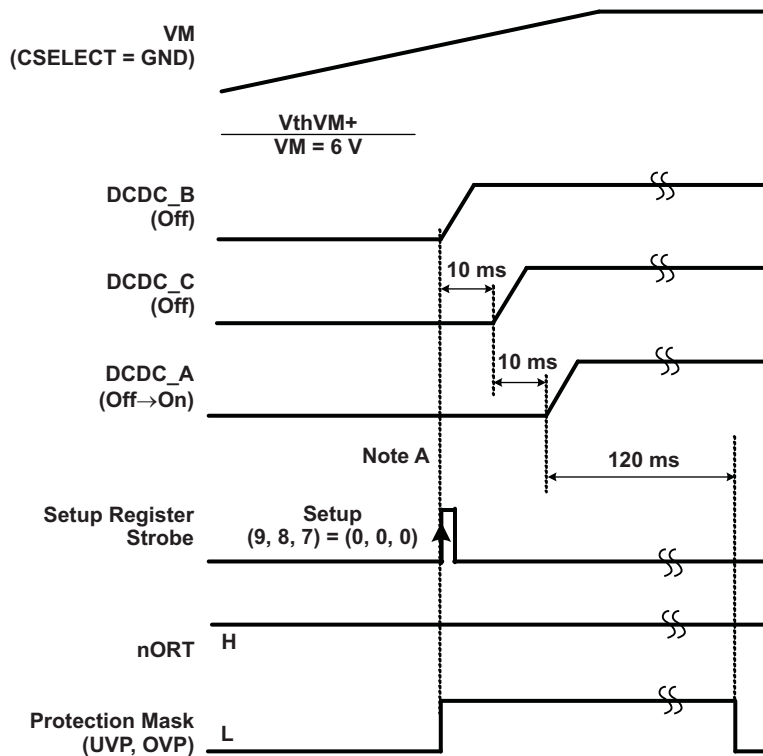 VM
(CSELECT = GND)
VthVM+
VM = 6 V
DCDC_B
(Off)
10 ms
DCDC_C
(Off)
10 ms
DCDC_A
(Off→On)
Note A
120 ms
Setup Register
Strobe
Setup
(9, 8, 7) = (0, 0, 0)
nORT
H
Protection Mask
(UVP, OVP)
L